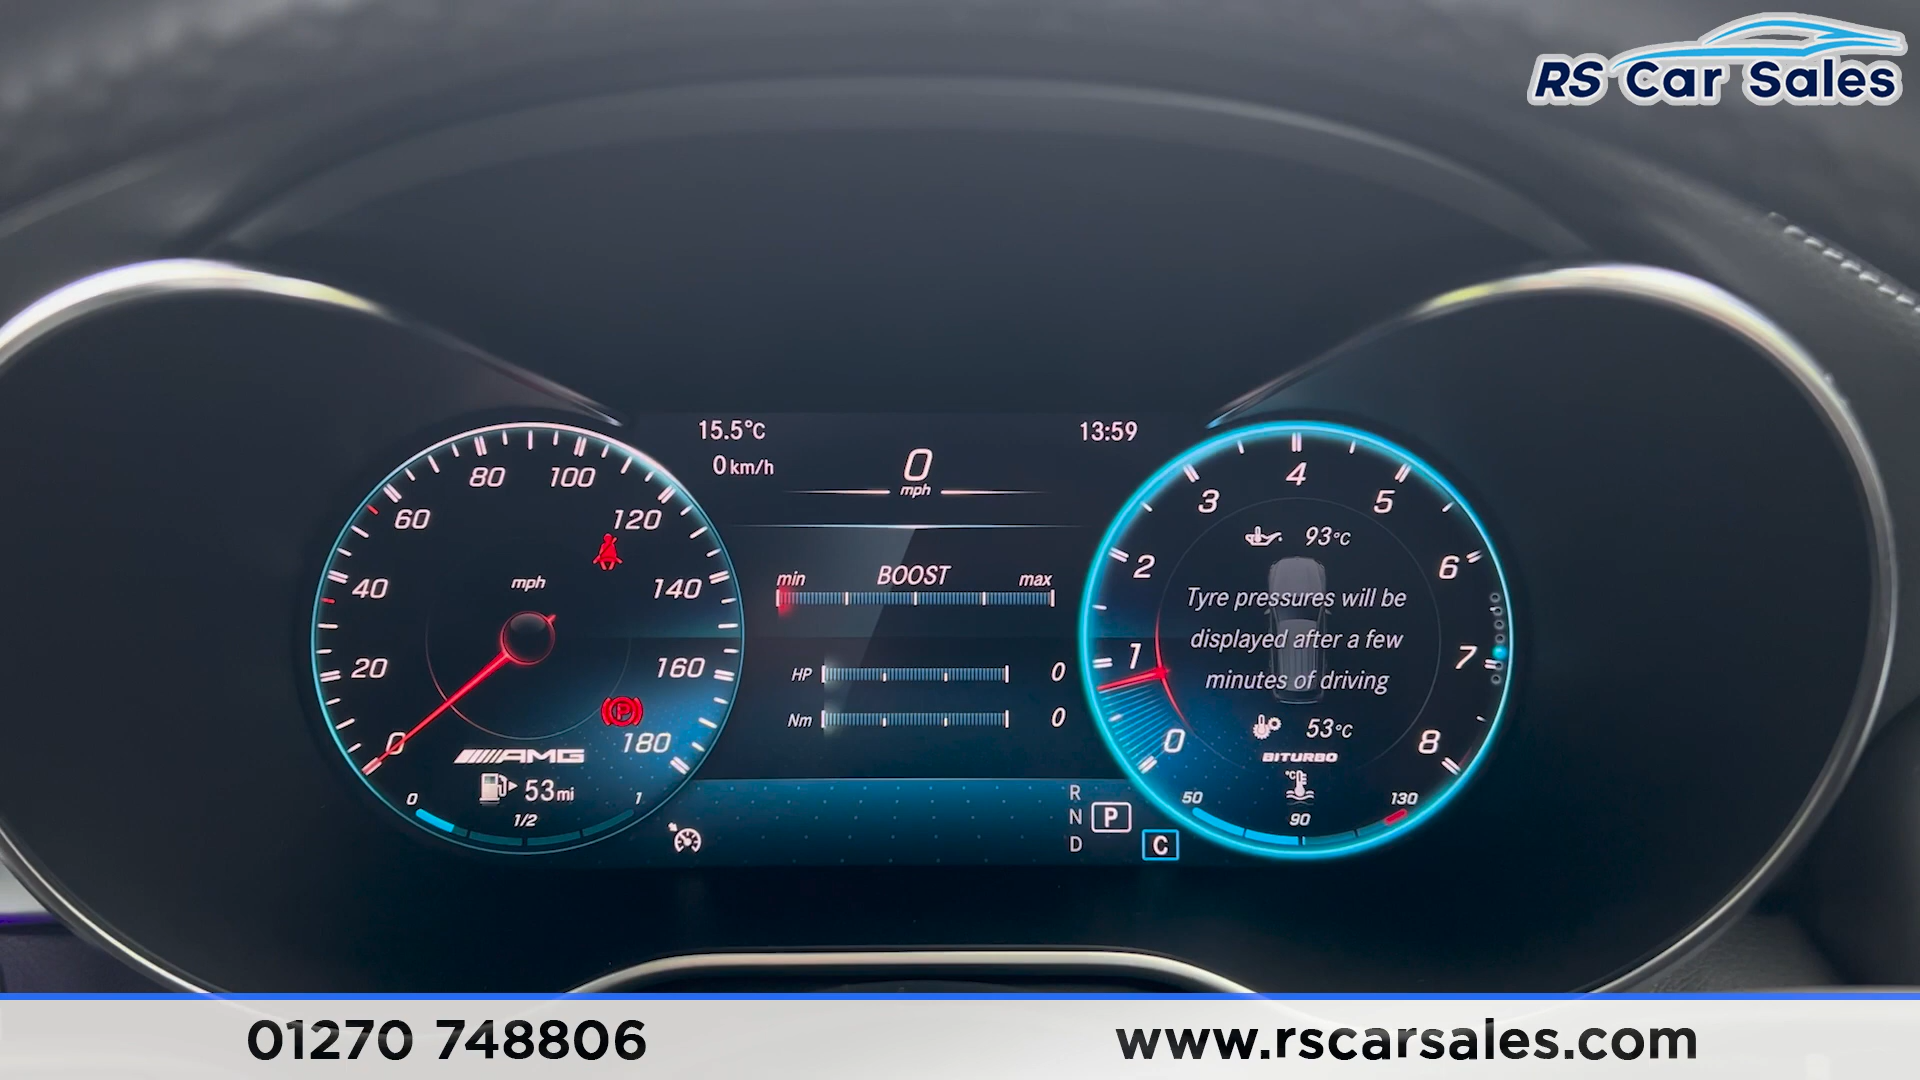 RS Car Sales
15.5°C
13:59
0 km/h
0
mph
80
100
60
120
40
140
mph
20
160
0
180
AMG
53 mi
0
1/2
1
BOOST
min
max
HP
0
Nm
0
R
N
P
D
C
4
3
5
93°C
2
6
Tyre pressures will be
displayed after a few
minutes of driving
1
7
53°C
0
8
BITURBO
°C
50
130
90
01270 748806
www.rscarsales.com